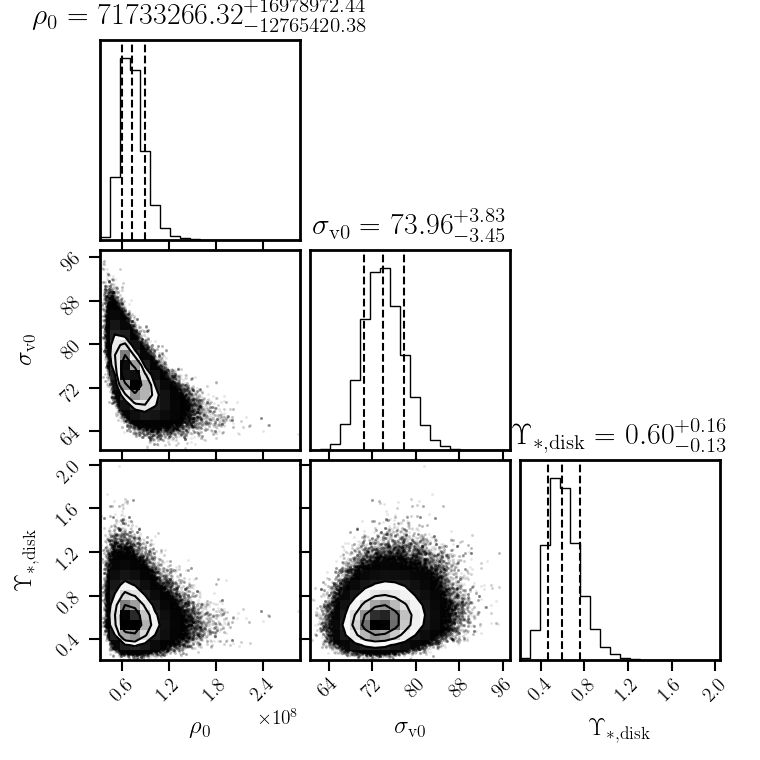 ρ₀ = 71733266.32⁺¹⁶⁹⁷⁸⁹⁷²·⁴⁴₋₁₂₇₆₅₄₂₀.₃₈
σᵥ₀ = 73.96⁺³·⁸³₋₃.₄₅
96
88
80
72
64
σᵥ₀
ϒ*,disk = 0.60⁺⁰·¹⁶₋₀.₁₃
2.0
1.6
1.2
0.8
0.4
ϒ*,disk
0.6 1.2 1.8 2.4 64 72 80 88 96 0.4 0.8 1.2 1.6 2.0
×10⁸
ρ₀ σᵥ₀ ϒ*,disk